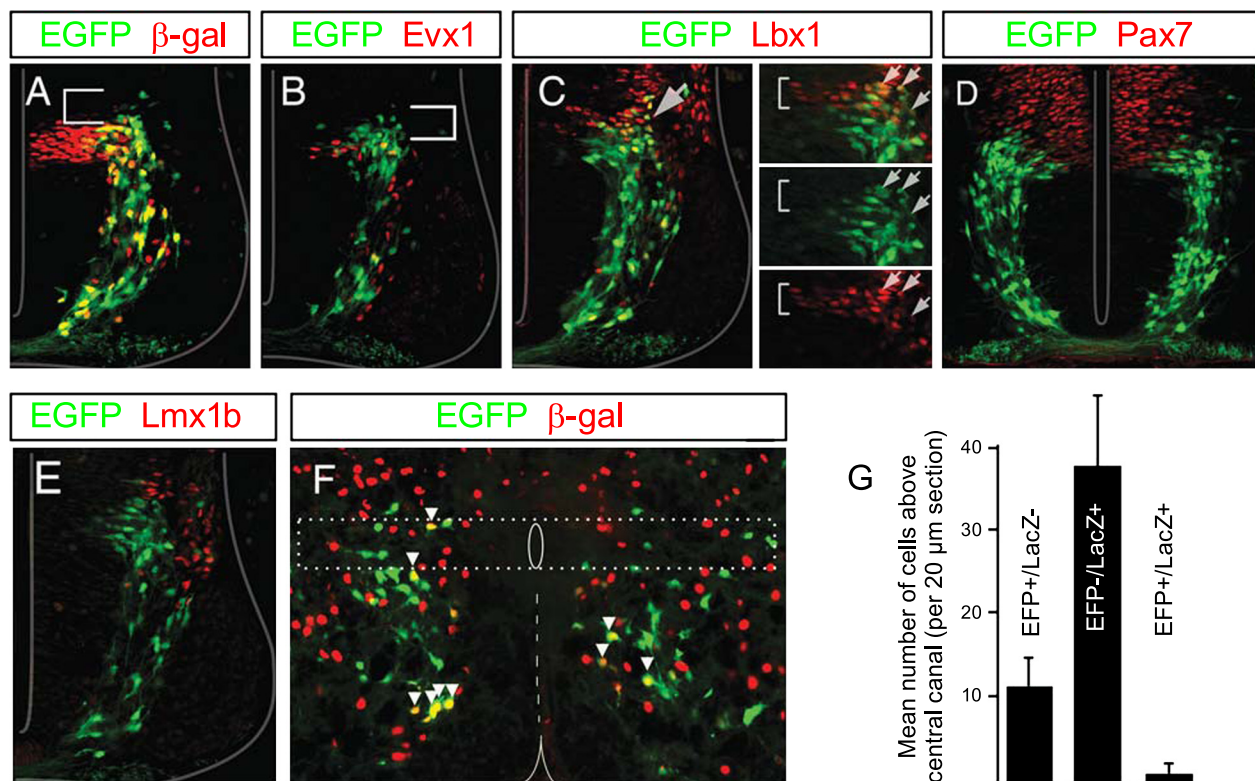 EGFP β-gal
EGFP Evx1
EGFP Lbx1
EGFP Pax7
A
B
C
D
EGFP Lmx1b
EGFP β-gal
E
F
G
Mean number of cells above
central canal (per 20 µm section)
40
30
20
10
EFP+/LacZ-
EFP-/LacZ+
EFP+/LacZ+